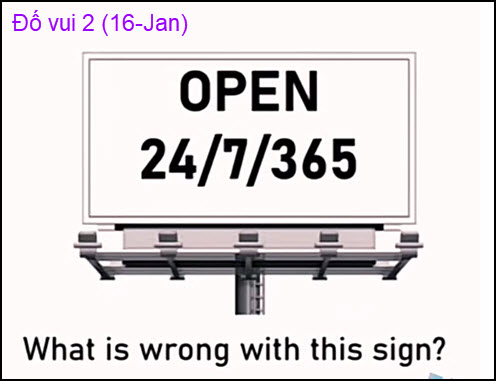 Đố vui 2 (16-Jan)
OPEN
24/7/365
What is wrong with this sign?